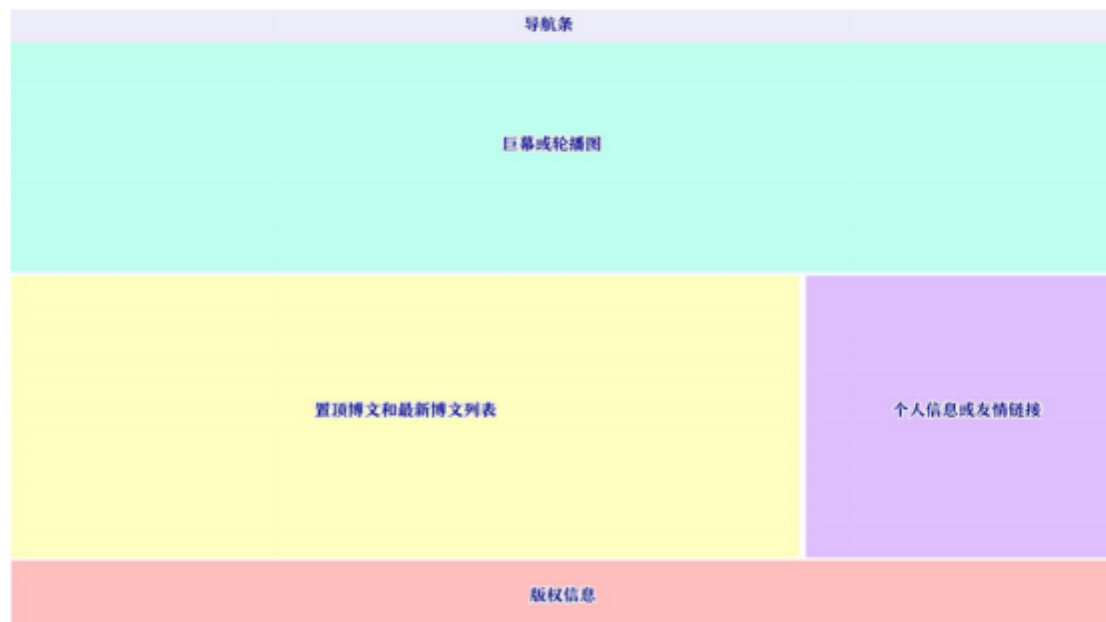 导航条
巨幕或轮播图
置顶博文和最新博文列表
个人信息或友情链接
版权信息